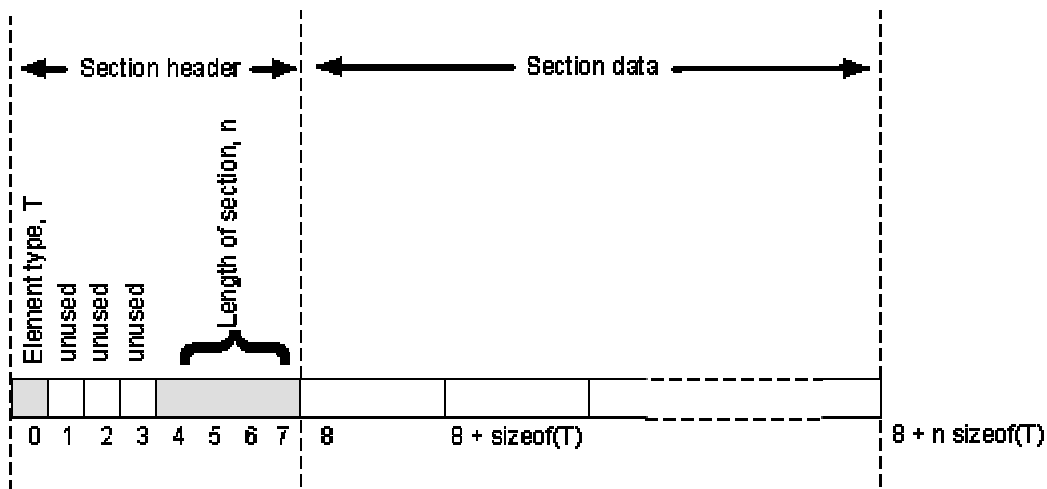 Section header
Section data
Element type, T
unused
unused
unused
Length of section, n
0 1 2 3 4 5 6 7 8 8 + sizeof(T) 8 + n sizeof(T)